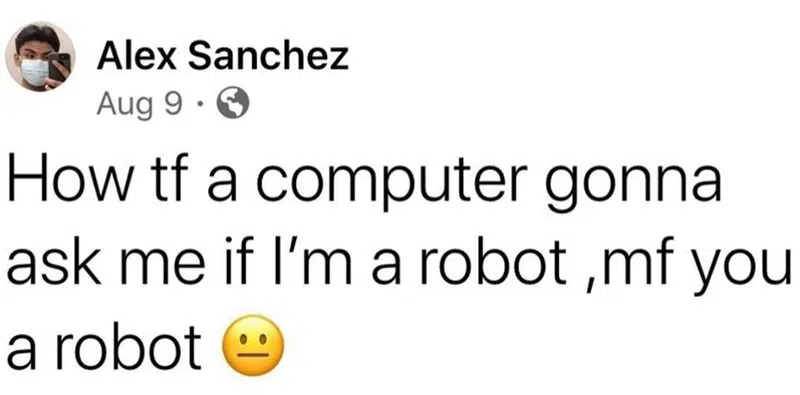 Alex Sanchez
Aug 9 ·
How tf a computer gonna
ask me if I’m a robot ,mf you
a robot 😐